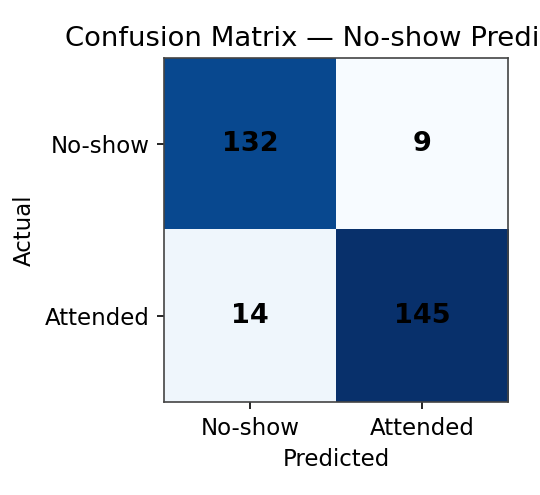 Confusion Matrix — No-show Predi
No-show 132 9
Actual
Attended 14 145
No-show Attended
Predicted